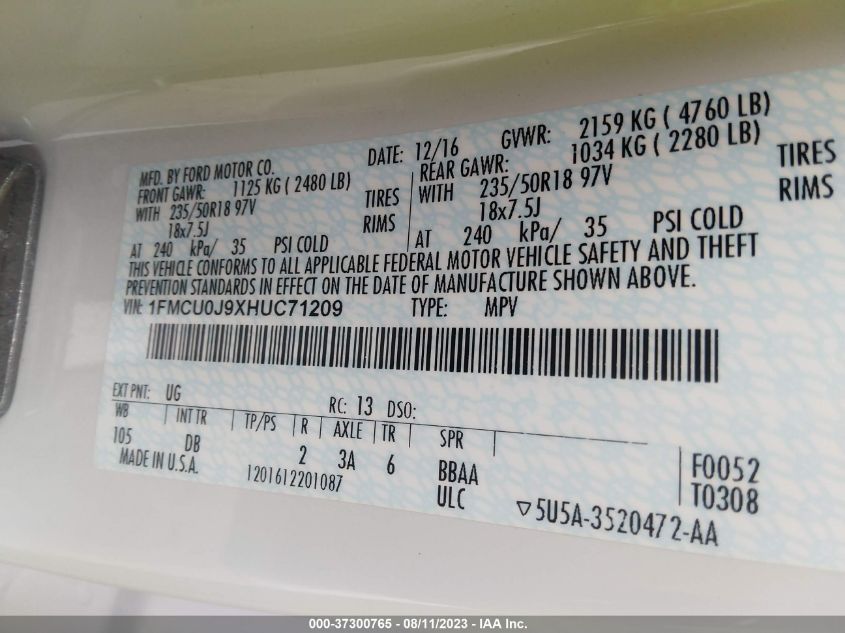 MFD. BY FORD MOTOR CO.
DATE: 12/16 GVWR: 2159 KG ( 4760 LB)
FRONT GAWR: 1125 KG ( 2480 LB)
REAR GAWR: 1034 KG ( 2280 LB)
WITH 235/50R18 97V TIRES
WITH 235/50R18 97V TIRES
18x7.5J RIMS
18x7.5J RIMS
AT 240 kPa/ 35 PSI COLD
AT 240 kPa/ 35 PSI COLD
THIS VEHICLE CONFORMS TO ALL APPLICABLE FEDERAL MOTOR VEHICLE SAFETY AND THEFT
PREVENTION STANDARDS IN EFFECT ON THE DATE OF MANUFACTURE SHOWN ABOVE.
VIN: 1FMCU0J9XHUC71209 TYPE: MPV
EXT PNT: UG RC: 13 DSO:
WB INT TR TP/PS R AXLE TR SPR
105 DB 2 3A 6 BBAA F0052
MADE IN U.S.A. 1201612201087 ULC T0308
▽5U5A-3520472-AA
000-37300765 - 08/11/2023 - IAA Inc.